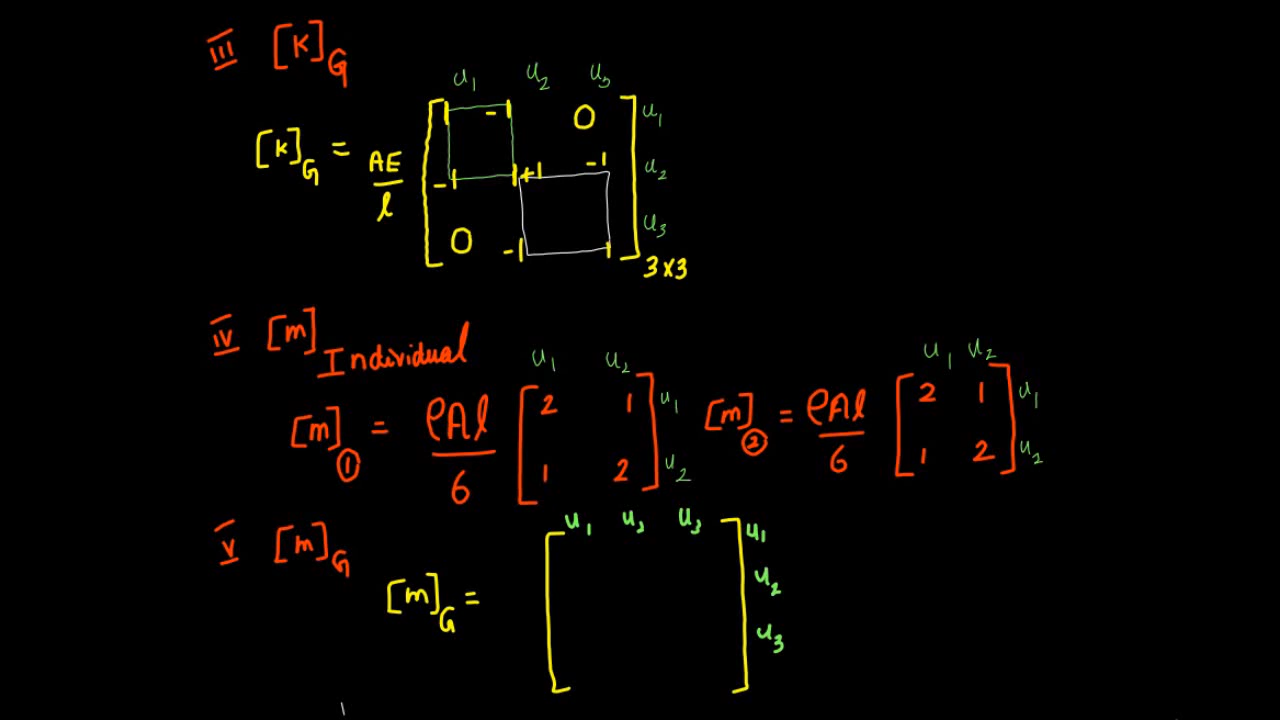 III [K]G
u1 u2 u3
[K]G = AE/l [1 -1 0 u1
-1 1+1 -1 u2
0 -1 1] u3
3x3
IV [m]Individual
[m]① = ρAl/6 [2 1; 1 2] u1 u2 u1 u2 [m]② = ρAl/6 [2 1; 1 2] u1 u2 u1 u2
V [m]G
u1 u2 u3
[m]G = [ ] u1
u2
u3